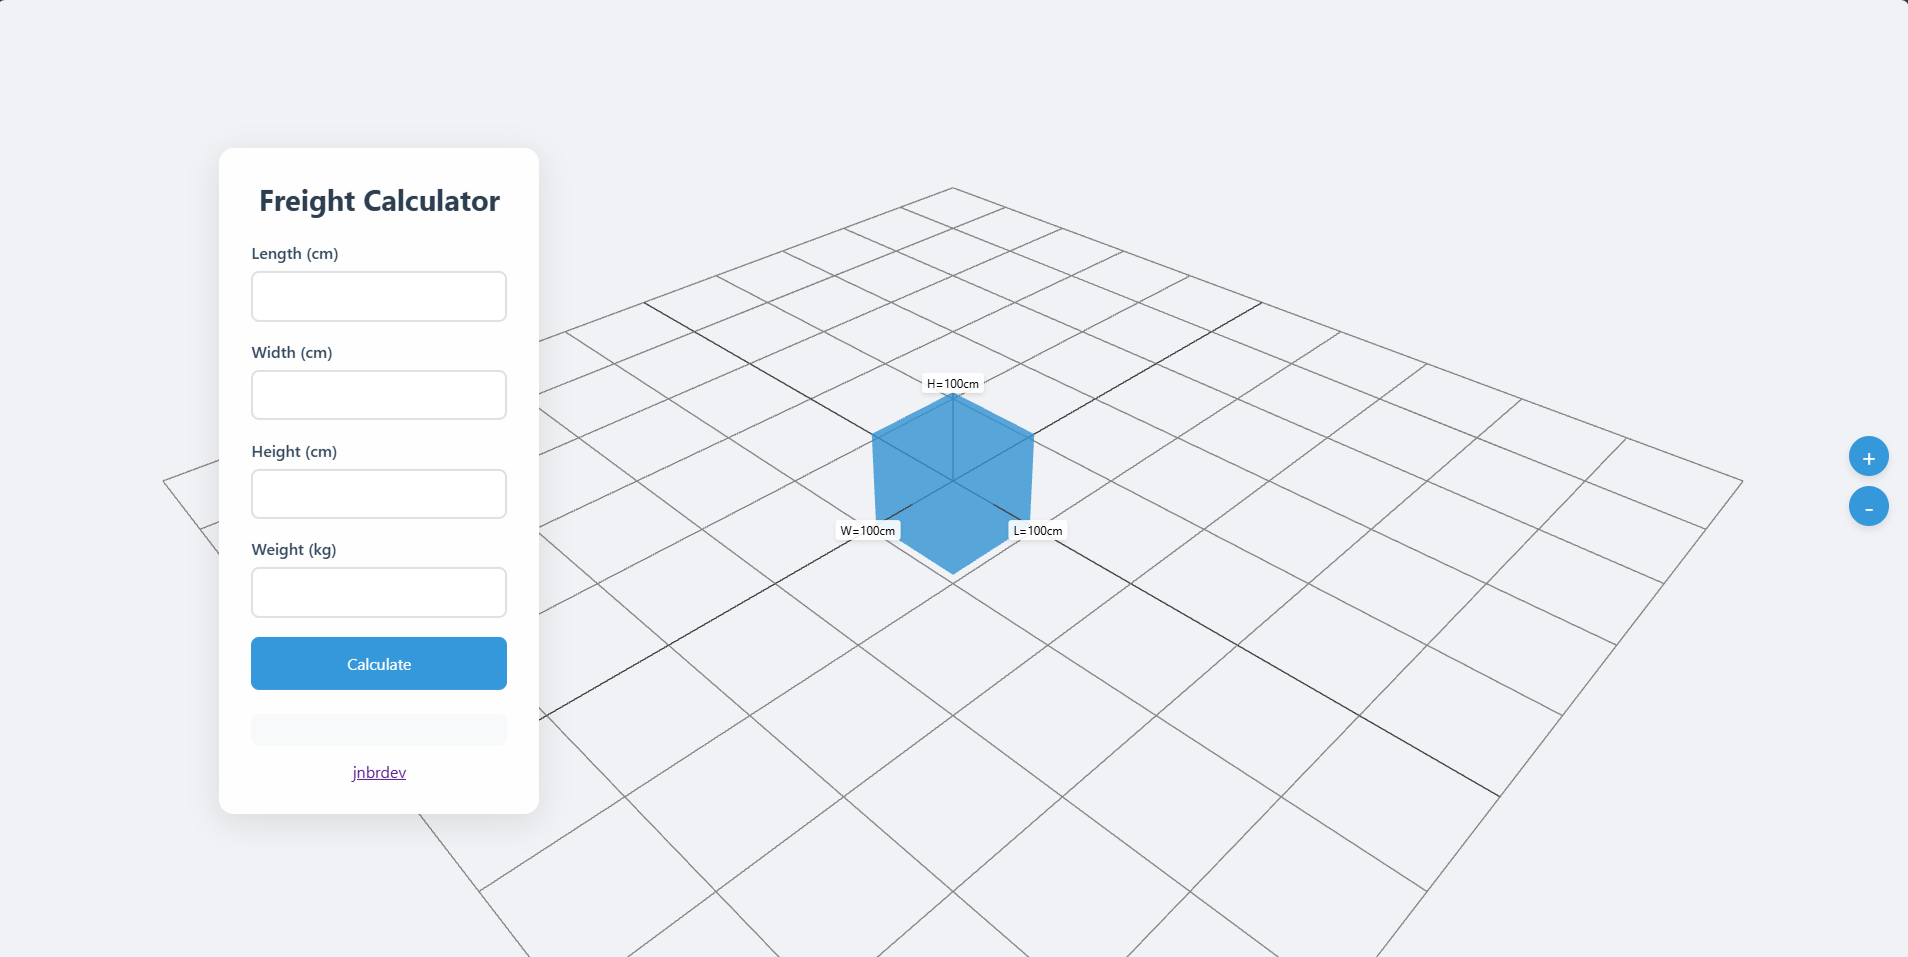 Freight Calculator
Length (cm)
Width (cm)
Height (cm)
Weight (kg)
Calculate
jnbrdev
H=100cm
W=100cm
L=100cm
+
-